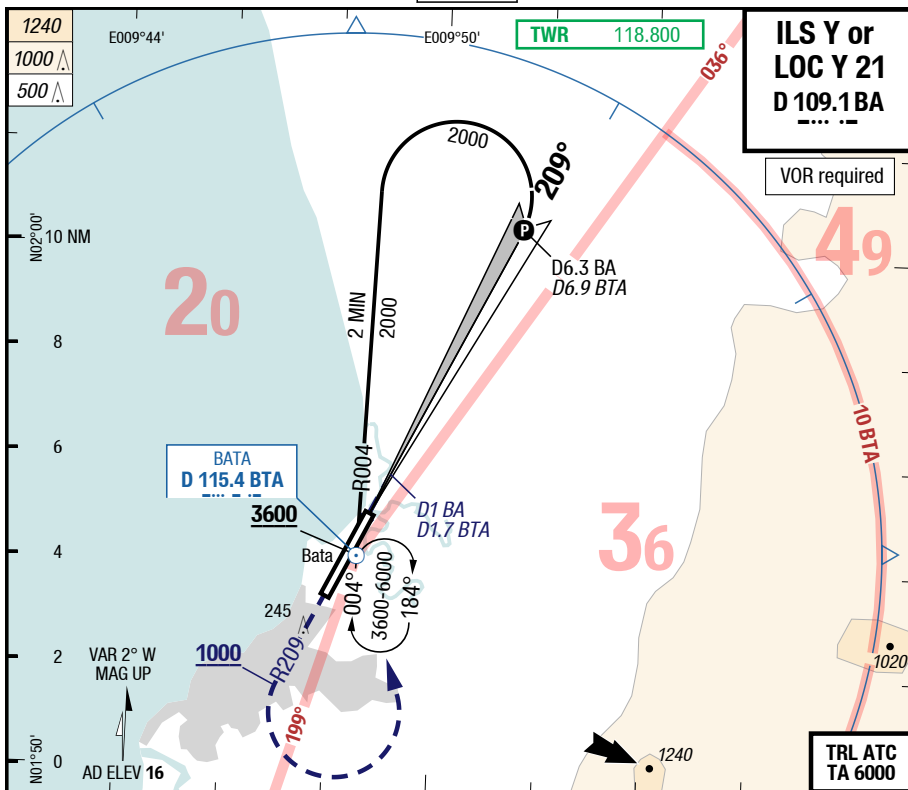 1240
1000
500
E009°44'
E009°50'
TWR 118.800
ILS Y or
LOC Y 21
D 109.1 BA
VOR required
036°
2000
209°
D6.3 BA
D6.9 BTA
N02°00'
10 NM
20
49
2 MIN
2000
8
6
BATA
D 115.4 BTA
R004
10 BTA
3600
D1 BA
D1.7 BTA
36
4
Bata
004°
3600-6000
184°
245
R209
1000
2
VAR 2° W
MAG UP
199°
1020
1240
N01°50'
0
AD ELEV 16
TRL ATC
TA 6000